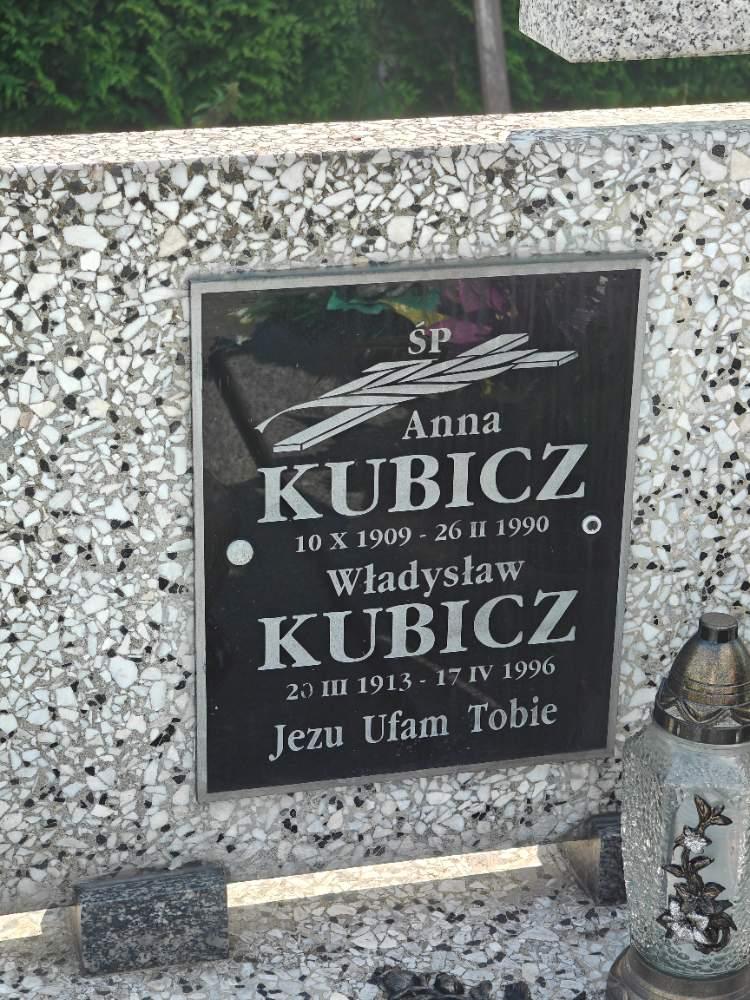 ŚP
Anna
KUBICZ
10 X 1909 - 26 II 1990
Władysław
KUBICZ
20 III 1913 - 17 IV 1996
Jezu Ufam Tobie